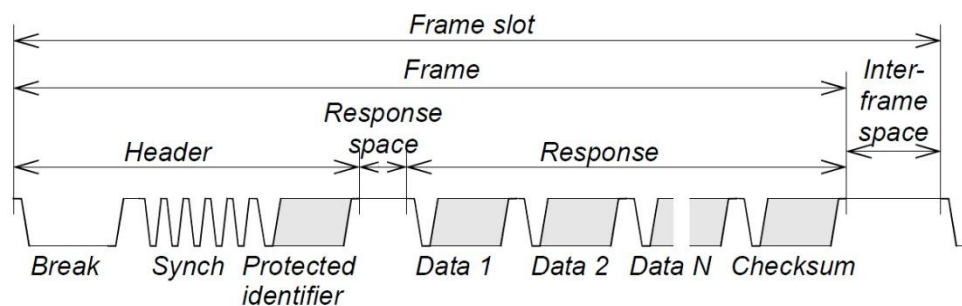 Frame slot
Frame
Inter-
frame
space
Response
space
Header
Response
Break
Synch
Protected
identifier
Data 1
Data 2
Data N
Checksum